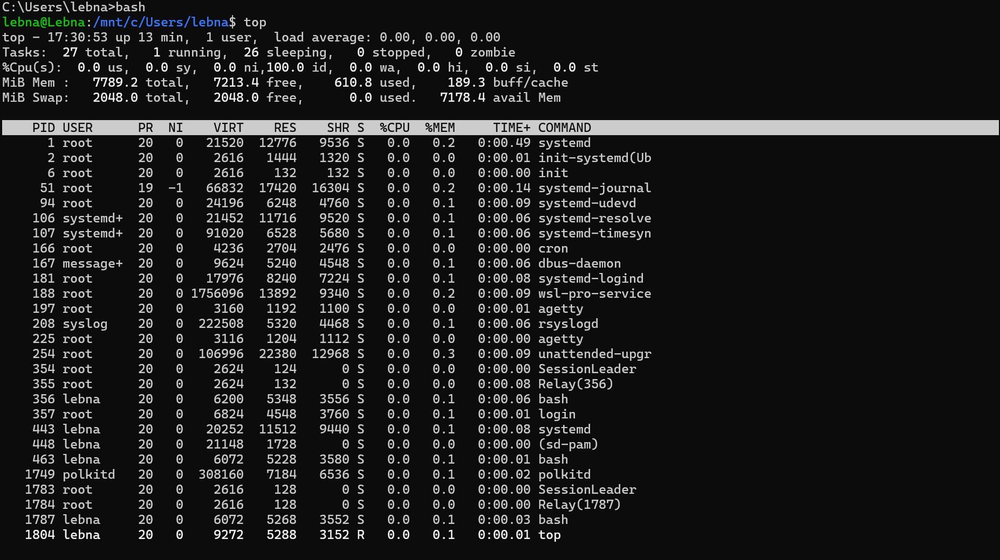 C:\Users\lebna>bash
lebna@Lebna:/mnt/c/Users/lebna$ top
top - 17:30:53 up 13 min,  1 user,  load average: 0.00, 0.00, 0.00
Tasks:  27 total,   1 running,  26 sleeping,   0 stopped,   0 zombie
%Cpu(s):  0.0 us,  0.0 sy,  0.0 ni,100.0 id,  0.0 wa,  0.0 hi,  0.0 si,  0.0 st
MiB Mem :   7789.2 total,   7213.4 free,    610.8 used,    189.3 buff/cache
MiB Swap:   2048.0 total,   2048.0 free,      0.0 used.   7178.4 avail Mem
    PID USER      PR  NI    VIRT    RES    SHR S  %CPU  %MEM     TIME+ COMMAND
      1 root      20   0   21520  12776   9536 S   0.0   0.2   0:00.49 systemd
      2 root      20   0    2616   1444   1320 S   0.0   0.0   0:00.01 init-systemd(Ub
      6 root      20   0    2616    132    132 S   0.0   0.0   0:00.00 init
     51 root      19  -1   66832  17420  16304 S   0.0   0.2   0:00.14 systemd-journal
     94 root      20   0   24196   6248   4760 S   0.0   0.1   0:00.09 systemd-udevd
    106 systemd+  20   0   21452  11716   9520 S   0.0   0.1   0:00.06 systemd-resolve
    107 systemd+  20   0   91020   6528   5680 S   0.0   0.1   0:00.06 systemd-timesyn
    166 root      20   0    4236   2704   2476 S   0.0   0.0   0:00.00 cron
    167 message+  20   0    9624   5240   4548 S   0.0   0.1   0:00.06 dbus-daemon
    181 root      20   0   17976   8240   7224 S   0.0   0.1   0:00.08 systemd-logind
    188 root      20   0 1756096  13892   9340 S   0.0   0.2   0:00.09 wsl-pro-service
    197 root      20   0    3160   1192   1100 S   0.0   0.0   0:00.01 agetty
    208 syslog    20   0  222508   5320   4468 S   0.0   0.1   0:00.06 rsyslogd
    225 root      20   0    3116   1204   1112 S   0.0   0.0   0:00.00 agetty
    254 root      20   0  106996  22380  12968 S   0.0   0.3   0:00.09 unattended-upgr
    354 root      20   0    2624    124      0 S   0.0   0.0   0:00.00 SessionLeader
    355 root      20   0    2624    132      0 S   0.0   0.0   0:00.08 Relay(356)
    356 lebna     20   0    6200   5348   3556 S   0.0   0.1   0:00.06 bash
    357 root      20   0    6824   4548   3760 S   0.0   0.1   0:00.01 login
    443 lebna     20   0   20252  11512   9440 S   0.0   0.1   0:00.08 systemd
    448 lebna     20   0   21148   1728      0 S   0.0   0.0   0:00.00 (sd-pam)
    463 lebna     20   0    6072   5228   3580 S   0.0   0.1   0:00.01 bash
   1749 polkitd   20   0  308160   7184   6536 S   0.0   0.1   0:00.02 polkitd
   1783 root      20   0    2616    128      0 S   0.0   0.0   0:00.00 SessionLeader
   1784 root      20   0    2616    128      0 S   0.0   0.0   0:00.00 Relay(1787)
   1787 lebna     20   0    6072   5268   3552 S   0.0   0.1   0:00.03 bash
   1804 lebna     20   0    9272   5288   3152 R   0.0   0.1   0:00.01 top